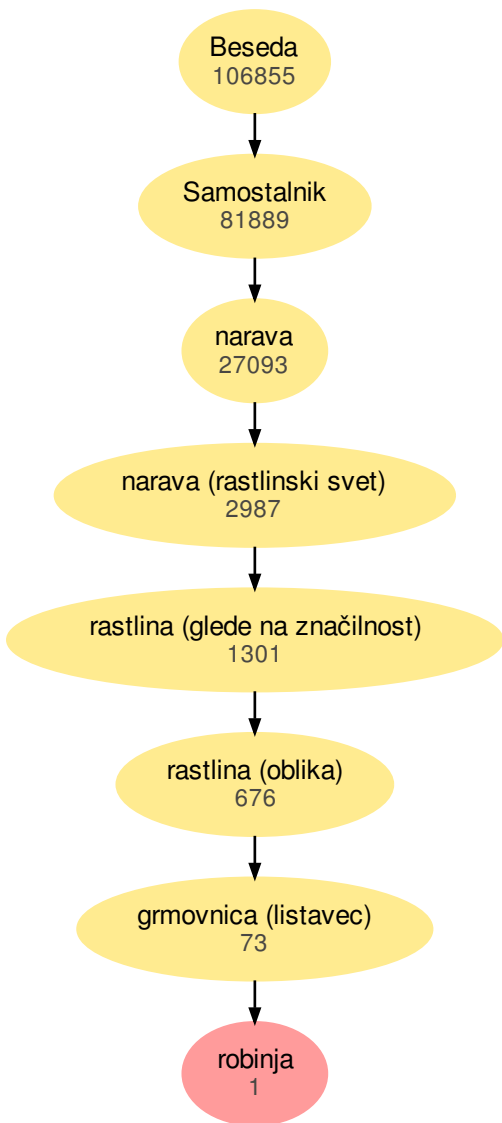 Beseda
106855
Samostalnik
81889
narava
27093
narava (rastlinski svet)
2987
rastlina (glede na značilnost)
1301
rastlina (oblika)
676
grmovnica (listavec)
73
robinja
1